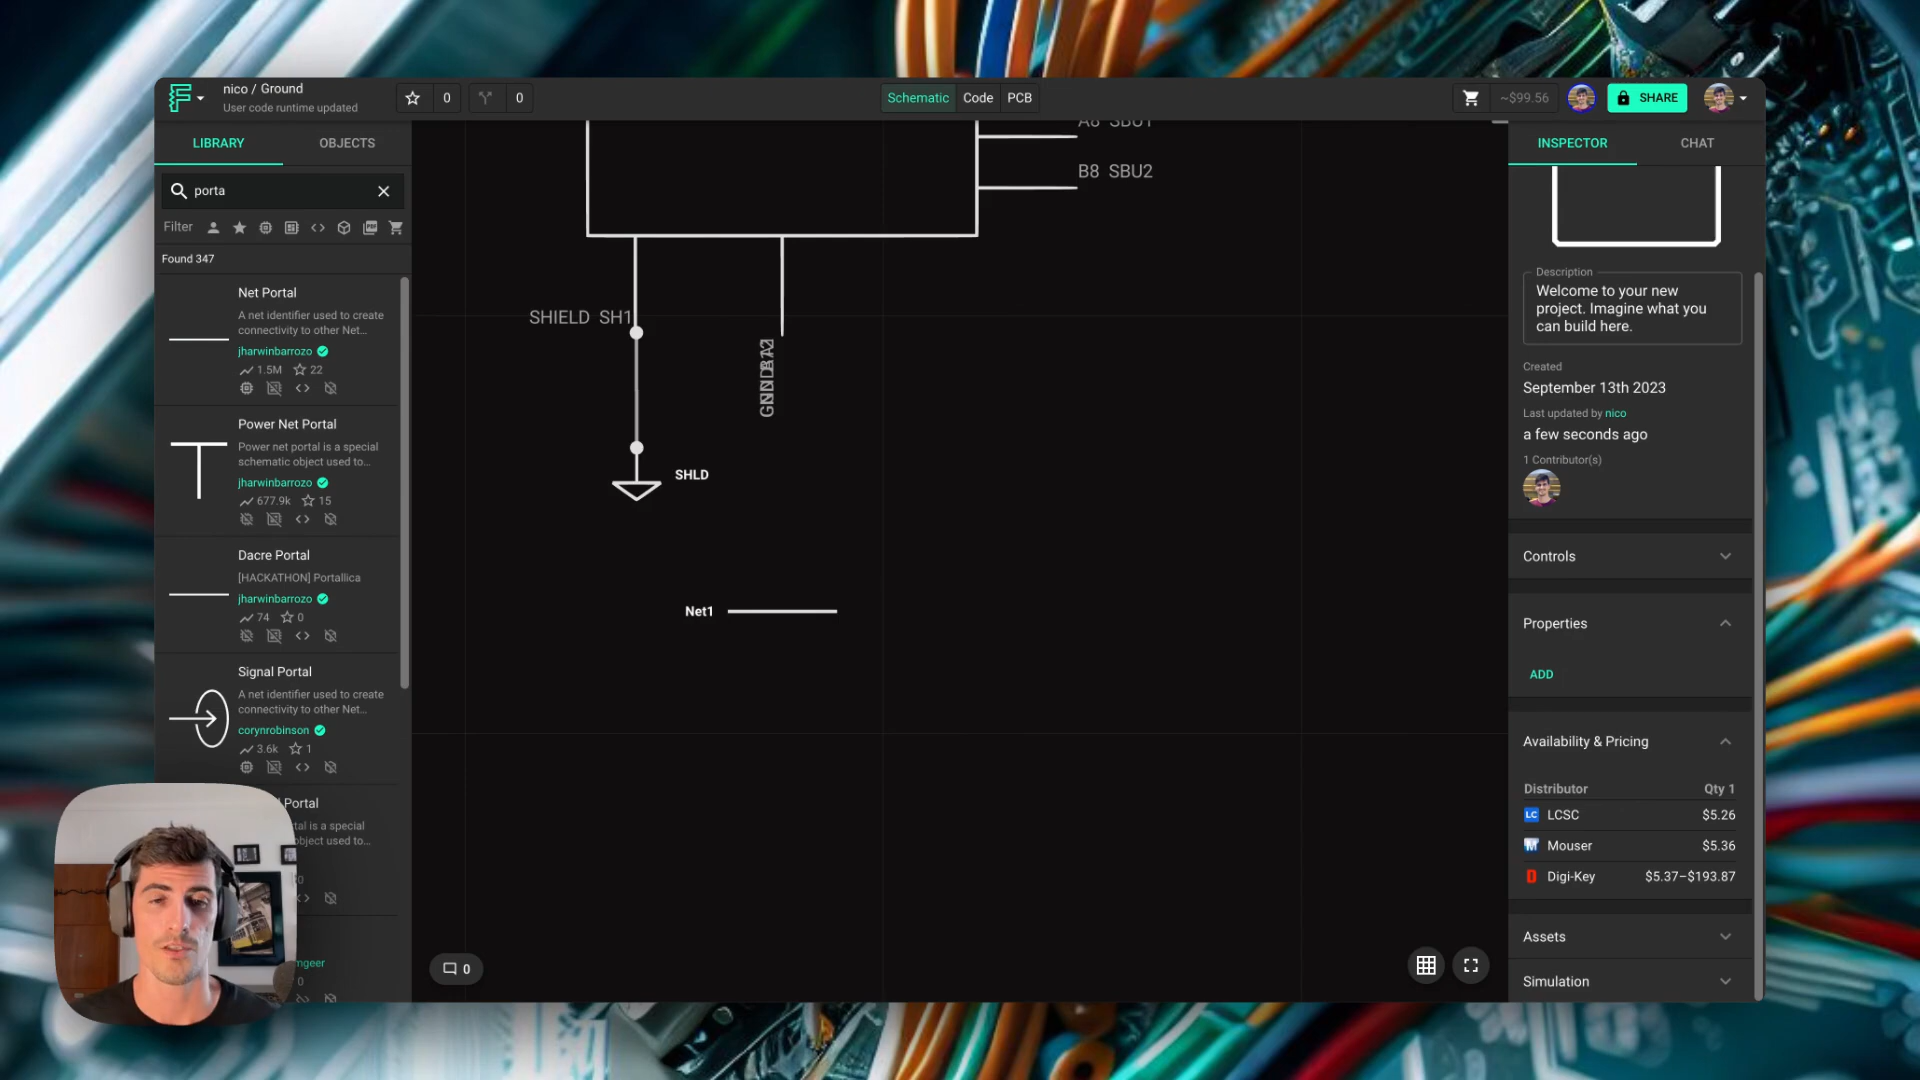 nico / Ground
User code runtime updated
0
0
Schematic
Code
PCB
~$99.56
SHARE
LIBRARY
OBJECTS
porta
Filter
Found 347
Net Portal
A net identifier used to create
connectivity to other Net...
jharwinbarrozo
1.5M
22
Power Net Portal
Power net portal is a special
schematic object used to...
jharwinbarrozo
677.9k
15
Dacre Portal
[HACKATHON] Portallica
jharwinbarrozo
74
0
Signal Portal
A net identifier used to create
connectivity to other Net...
corynrobinson
3.6k
1
Portal
tal is a special
object used to...
mgeer
0
A8 SBU1
B8 SBU2
SHIELD SH1
SHLD
Net1
0
INSPECTOR
CHAT
Description
Welcome to your new
project. Imagine what you
can build here.
Created
September 13th 2023
Last updated by nico
a few seconds ago
1 Contributor(s)
Controls
Properties
ADD
Availability & Pricing
Distributor
Qty 1
LC
LCSC
$5.26
M
Mouser
$5.36
D
Digi-Key
$5.37–$193.87
Assets
Simulation